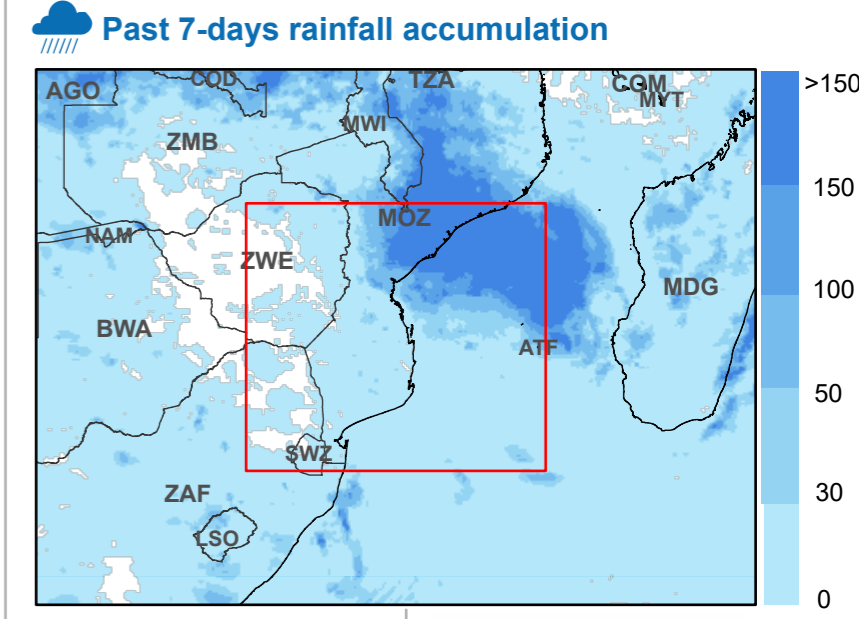 Past 7-days rainfall accumulation
AGO
COD
TZA
COM
MYT
>150
ZMB
MWI
150
MOZ
NAM
ZWE
MDG
100
BWA
ATF
50
SWZ
ZAF
30
LSO
0